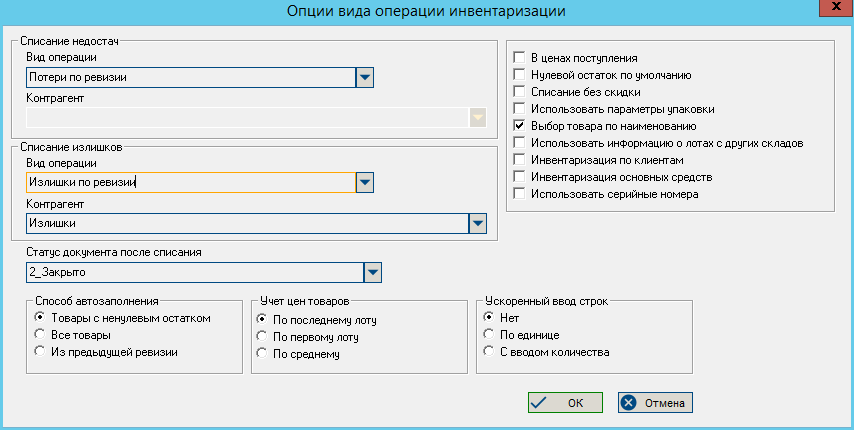 Опции вида операции инвентаризации
x
Списание недостач
Вид операции
Потери по ревизии
Контрагент
Списание излишков
Вид операции
Излишки по ревизии
Контрагент
Излишки
Статус документа после списания
2_Закрыто
В ценах поступления
Нулевой остаток по умолчанию
Списание без скидки
Использовать параметры упаковки
Выбор товара по наименованию
Использовать информацию о лотах с других складов
Инвентаризация по клиентам
Инвентаризация основных средств
Использовать серийные номера
Способ автозаполнения
Товары с ненулевым остатком
Все товары
Из предыдущей ревизии
Учет цен товаров
По последнему лоту
По первому лоту
По среднему
Ускоренный ввод строк
Нет
По единице
С вводом количества
OK
Отмена